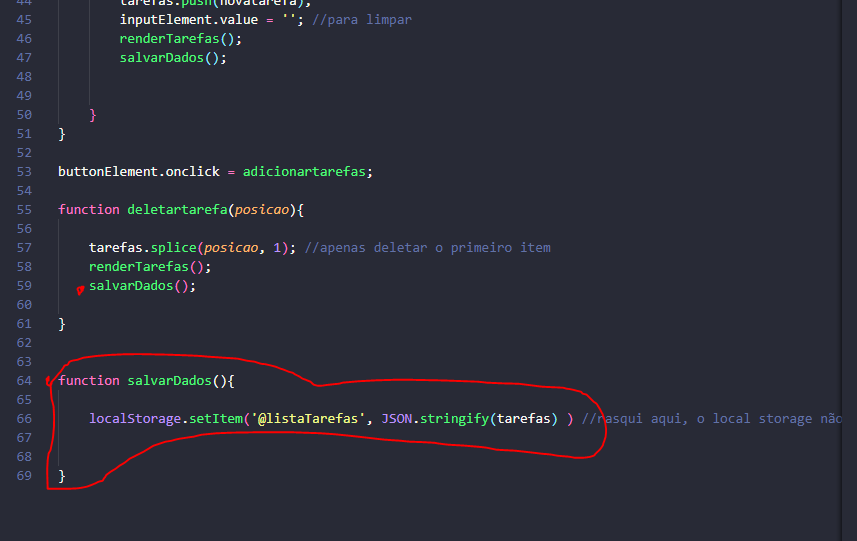 44 tarefas.push(novatarefa);
45 inputElement.value = ''; //para limpar
46 renderTarefas();
47 salvarDados();
48
49
50 }
51 }
52
53 buttonElement.onclick = adicionartarefas;
54
55 function deletartarefa(posicao){
56
57 tarefas.splice(posicao, 1); //apenas deletar o primeiro item
58 renderTarefas();
59 salvarDados();
60
61 }
62
63
64 function salvarDados(){
65
66 localStorage.setItem('@listaTarefas', JSON.stringify(tarefas) ) //rasqui aqui, o local storage não
67
68
69 }